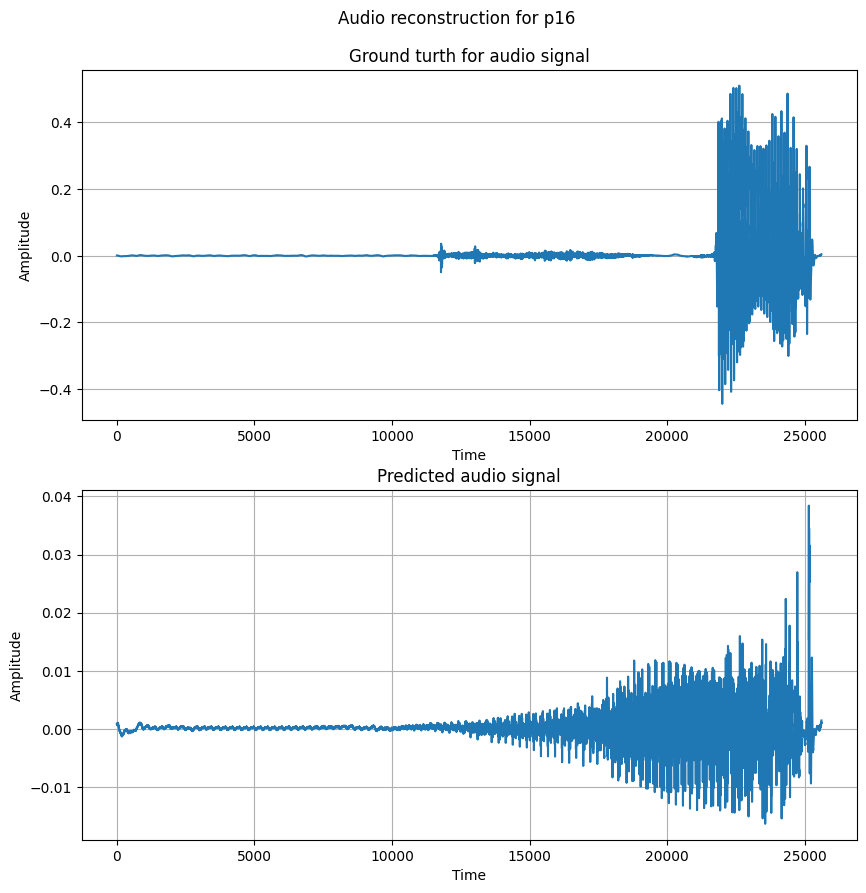 Audio reconstruction for p16
Ground turth for audio signal
Amplitude
0.4
0.2
0.0
−0.2
−0.4
0 5000 10000 15000 20000 25000
Time
Predicted audio signal
Amplitude
0.04
0.03
0.02
0.01
0.00
−0.01
0 5000 10000 15000 20000 25000
Time